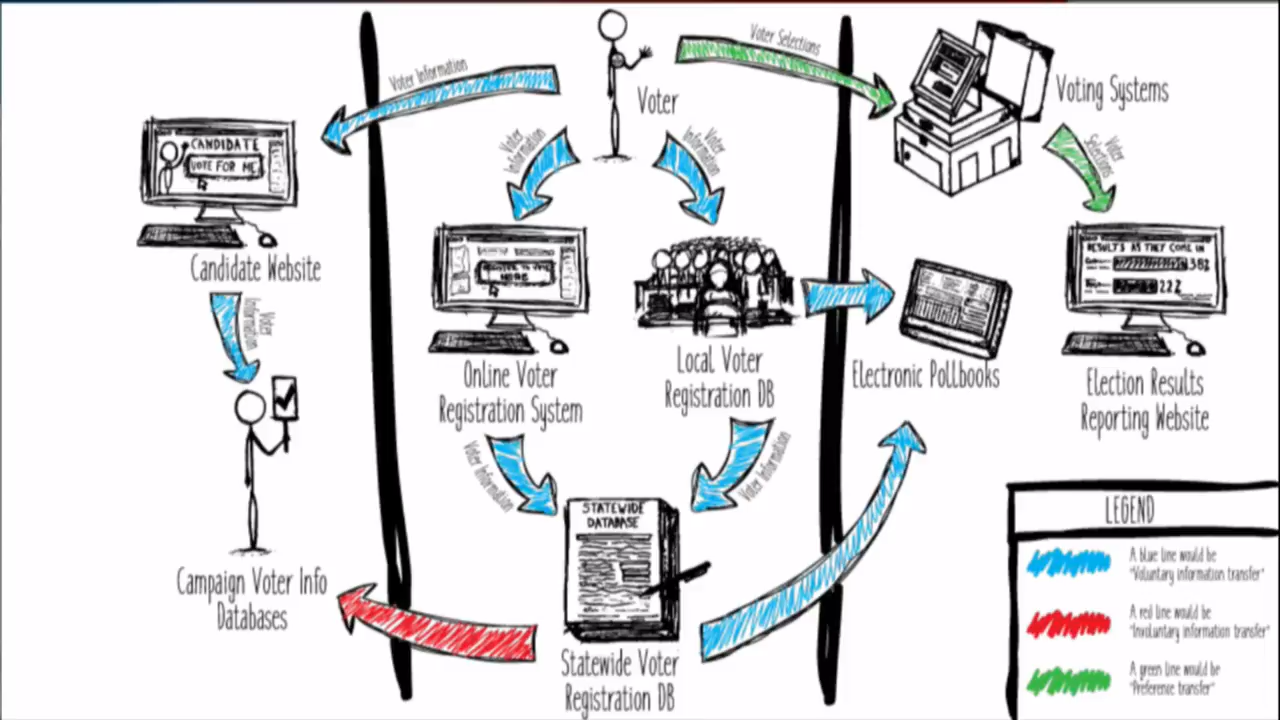 Voter Information
Voter
Voter Selections
Voting Systems
CANDIDATE
VOTE FOR ME
Candidate Website
Voter
Information
Voter
Information
Voter
Selections
RESULTS AS THEY COME IN
38%
22%
Election Results
Reporting Website
HERE
Online Voter
Registration System
Local Voter
Registration DB
Electronic Pollbooks
Voter
Information
Campaign Voter Info
Databases
Voter Information
Voter Information
STATEWIDE
DATABASE
Statewide Voter
Registration DB
LEGEND
A blue line would be
"Voluntary information transfer"
A red line would be
"Involuntary information transfer"
A green line would be
"Preference transfer"